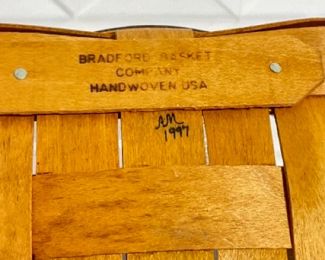 BRADFORD BASKET
COMPANY
HANDWOVEN USA
AM
1997